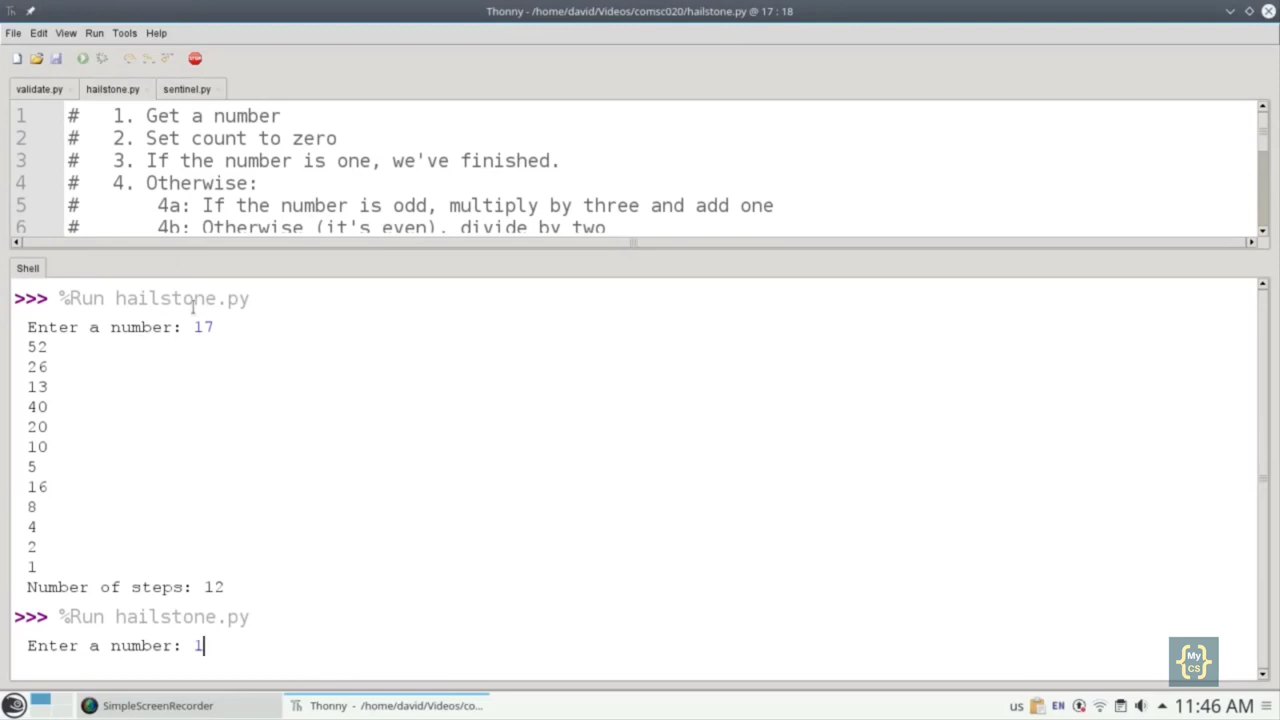 Thonny - /home/david/Videos/comsc020/hailstone.py @ 17 : 18
File Edit View Run Tools Help
STOP
validate.py hailstone.py sentinel.py
1 # 1. Get a number
2 # 2. Set count to zero
3 # 3. If the number is one, we've finished.
4 # 4. Otherwise:
5 # 4a: If the number is odd, multiply by three and add one
6 # 4b: Otherwise (it's even), divide by two
Shell
>>> %Run hailstone.py
Enter a number: 17
52
26
13
40
20
10
5
16
8
4
2
1
Number of steps: 12
>>> %Run hailstone.py
Enter a number: 1
{My}
CS
SimpleScreenRecorder
Th Thonny - /home/david/Videos/co...
us EN 11:46 AM